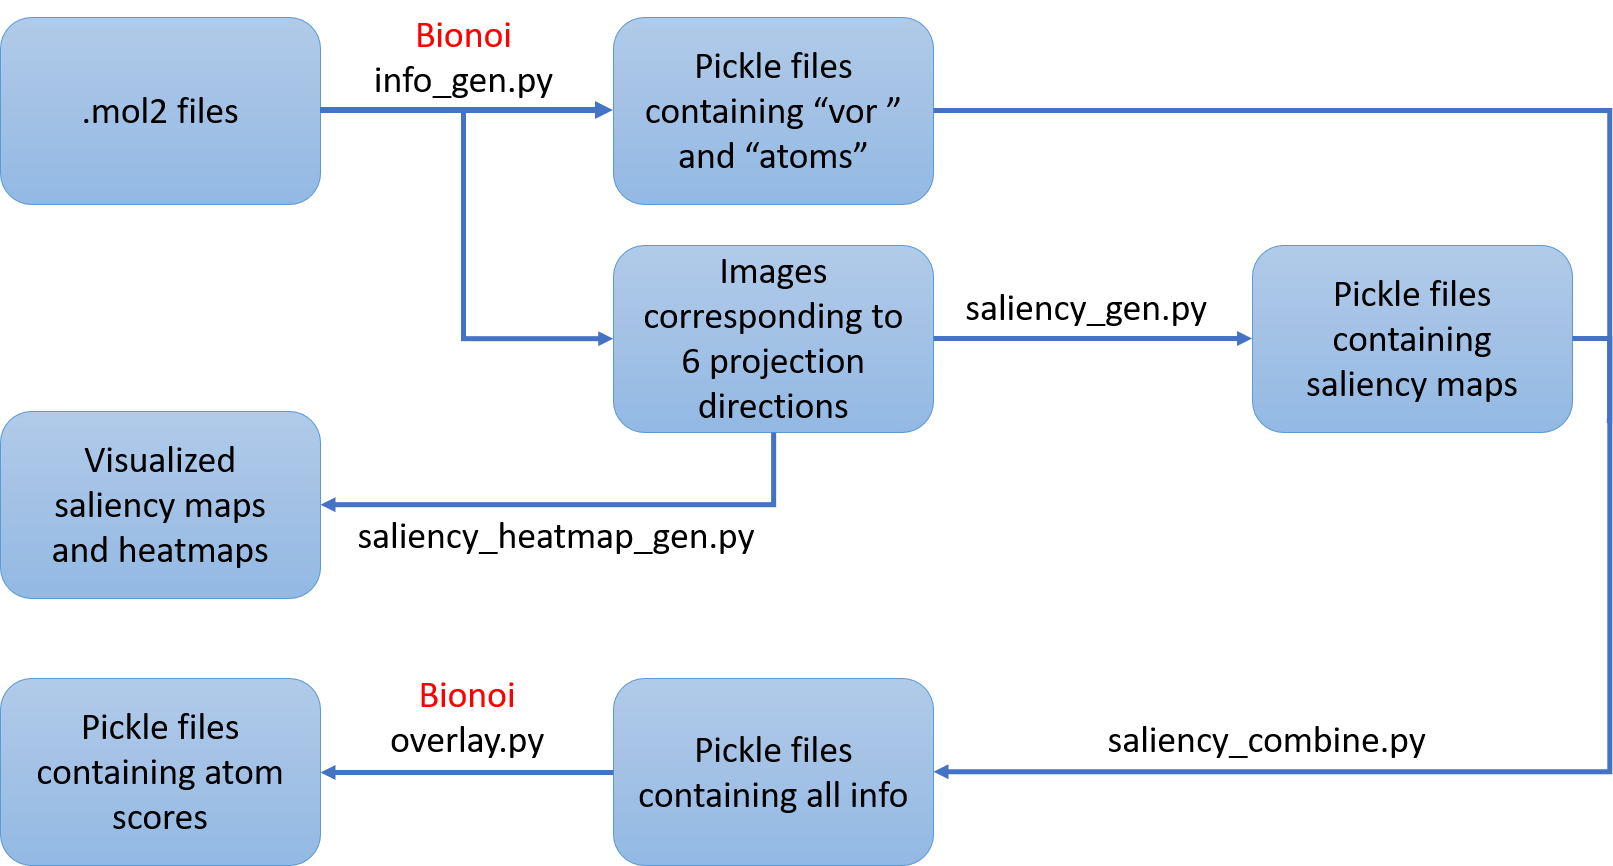 .mol2 files
Bionoi
info_gen.py
Pickle files
containing “vor ”
and “atoms”
Images
corresponding to
6 projection
directions
saliency_gen.py
Pickle files
containing
saliency maps
Visualized
saliency maps
and heatmaps
saliency_heatmap_gen.py
Pickle files
containing atom
scores
Bionoi
overlay.py
Pickle files
containing all info
saliency_combine.py